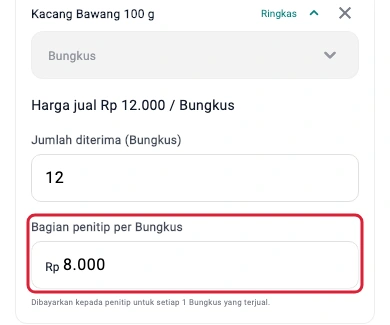 Kacang Bawang 100 g Ringkas
Bungkus
Harga jual Rp 12.000 / Bungkus
Jumlah diterima (Bungkus)
12
Bagian penitip per Bungkus
Rp 8.000
Dibayarkan kepada penitip untuk setiap 1 Bungkus yang terjual.